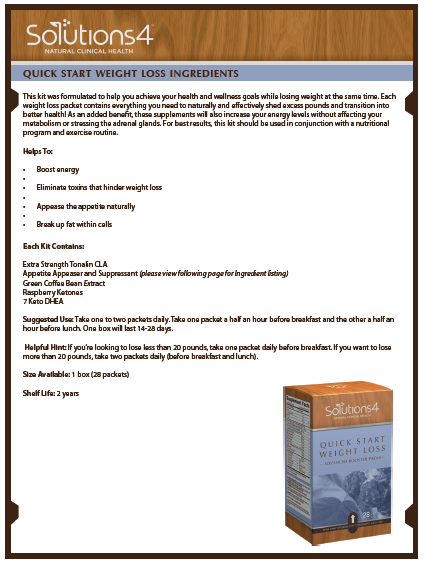 Solutions4™
NATURAL CLINICAL HEALTH
QUICK START WEIGHT LOSS INGREDIENTS
This kit was formulated to help you achieve your health and wellness goals while losing weight at the same time. Each
weight loss packet contains everything you need to naturally and effectively shed excess pounds and transition into
better health! As an added benefit, these supplements will also increase your energy levels without affecting your
metabolism or stressing the adrenal glands. For best results, this kit should be used in conjunction with a nutritional
program and exercise routine.
Helps To:
• Boost energy
•
• Eliminate toxins that hinder weight loss
•
• Appease the appetite naturally
•
• Break up fat within cells
Each Kit Contains:
Extra Strength Tonalin CLA
Appetite Appeaser and Suppressant (please view following page for Ingredient listing)
Green Coffee Bean Extract
Raspberry Ketones
7 Keto DHEA
Suggested Use: Take one to two packets daily. Take one packet a half an hour before breakfast and the other a half an
hour before lunch. One box will last 14-28 days.
Helpful Hint: If you're looking to lose less than 20 pounds, take one packet daily before breakfast. If you want to lose
more than 20 pounds, take two packets daily (before breakfast and lunch).
Size Available: 1 box (28 packets)
Shelf Life: 2 years
Solutions4
QUICK START
WEIGHT LOSS
28